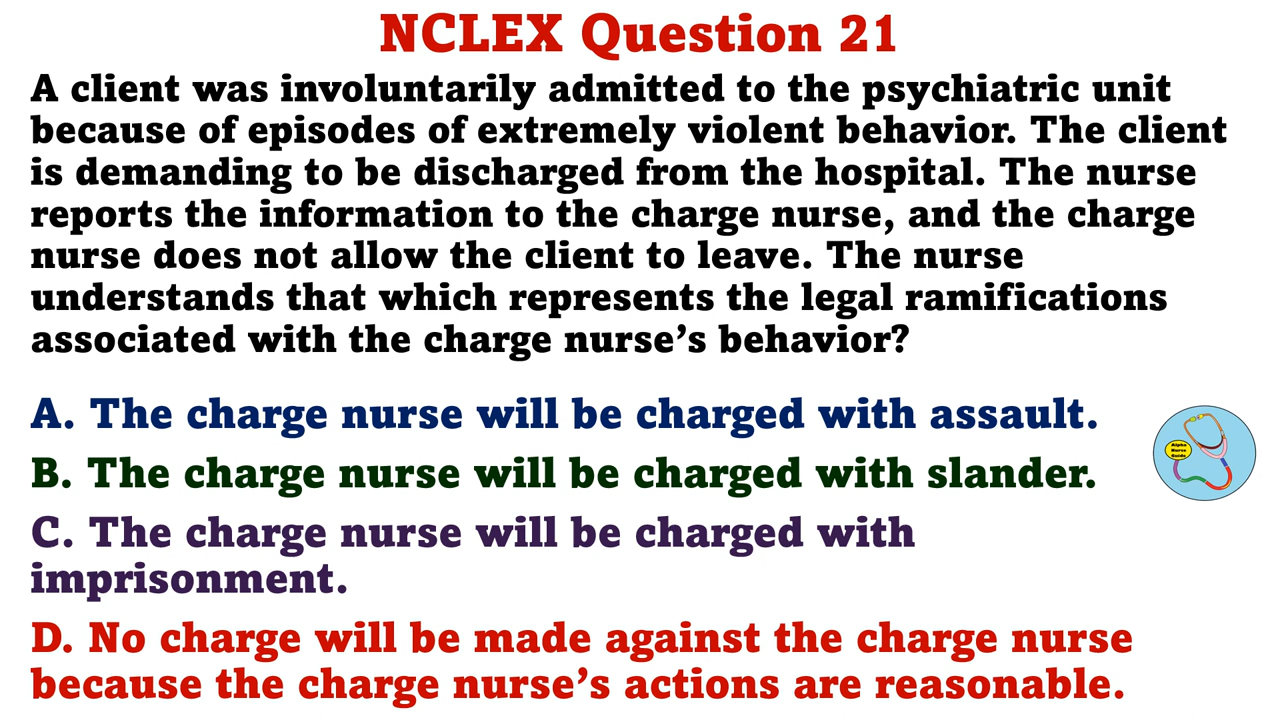 NCLEX Question 21
A client was involuntarily admitted to the psychiatric unit
because of episodes of extremely violent behavior. The client
is demanding to be discharged from the hospital. The nurse
reports the information to the charge nurse, and the charge
nurse does not allow the client to leave. The nurse
understands that which represents the legal ramifications
associated with the charge nurse’s behavior?
A. The charge nurse will be charged with assault.
B. The charge nurse will be charged with slander.
Alpha
Nurse
Guide
C. The charge nurse will be charged with
imprisonment.
D. No charge will be made against the charge nurse
because the charge nurse’s actions are reasonable.